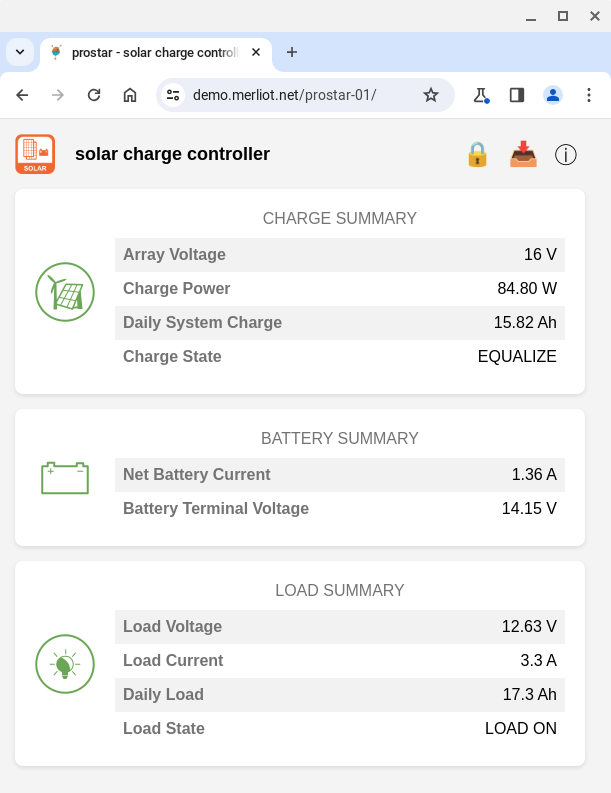 prostar - solar charge controll
demo.merliot.net/prostar-01/
SOLAR
solar charge controller
CHARGE SUMMARY
Array Voltage 16 V
Charge Power 84.80 W
Daily System Charge 15.82 Ah
Charge State EQUALIZE
BATTERY SUMMARY
Net Battery Current 1.36 A
Battery Terminal Voltage 14.15 V
LOAD SUMMARY
Load Voltage 12.63 V
Load Current 3.3 A
Daily Load 17.3 Ah
Load State LOAD ON